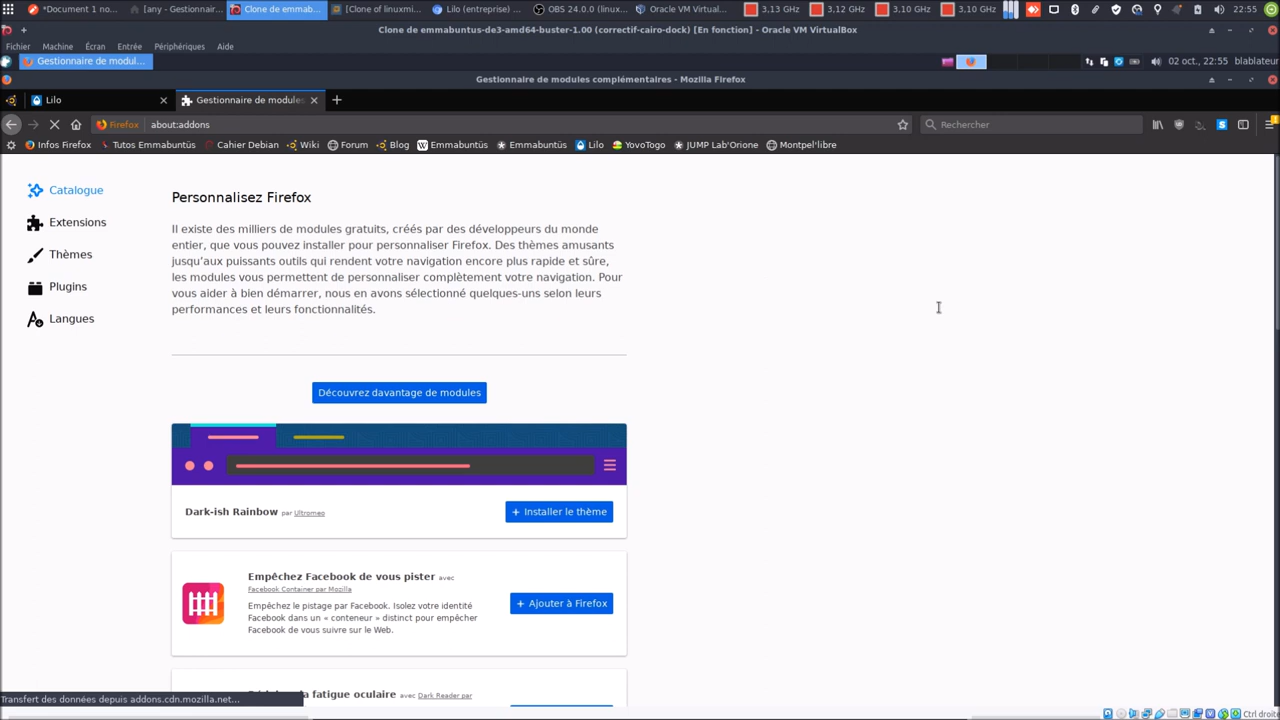 *Document 1 no...
[any - Gestionnair...
Clone de emmab...
[Clone of linuxmi...
Lilo (entreprise) ...
OBS 24.0.0 (linux...
Oracle VM Virtual...
3,13 GHz
3,12 GHz
3,10 GHz
3,10 GHz
22:55
Clone de emmabuntus-de3-amd64-buster-1.00 (correctif-cairo-dock) [En fonction] - Oracle VM VirtualBox
Fichier Machine Écran Entrée Périphériques Aide
Gestionnaire de modul...
02 oct., 22:55 blablateur
Gestionnaire de modules complémentaires - Mozilla Firefox
Lilo
Gestionnaire de modules
Firefox about:addons
Rechercher
Infos Firefox Tutos Emmabuntüs Cahier Debian Wiki Forum Blog Emmabuntüs Emmabuntüs Lilo YovoTogo JUMP Lab'Orione Montpel'libre
Catalogue
Extensions
Thèmes
Plugins
Langues
Personnalisez Firefox
Il existe des milliers de modules gratuits, créés par des développeurs du monde
entier, que vous pouvez installer pour personnaliser Firefox. Des thèmes amusants
jusqu'aux puissants outils qui rendent votre navigation encore plus rapide et sûre,
les modules vous permettent de personnaliser complètement votre navigation. Pour
vous aider à bien démarrer, nous en avons sélectionné quelques-uns selon leurs
performances et leurs fonctionnalités.
Découvrez davantage de modules
Dark-ish Rainbow par Ultromeo
+ Installer le thème
Empêchez Facebook de vous pister avec
Facebook Container par Mozilla
Empêchez le pistage par Facebook. Isolez votre identité
Facebook dans un « conteneur » distinct pour empêcher
Facebook de vous suivre sur le Web.
+ Ajouter à Firefox
la fatigue oculaire avec Dark Reader par
Transfert des données depuis addons.cdn.mozilla.net...
Ctrl droite